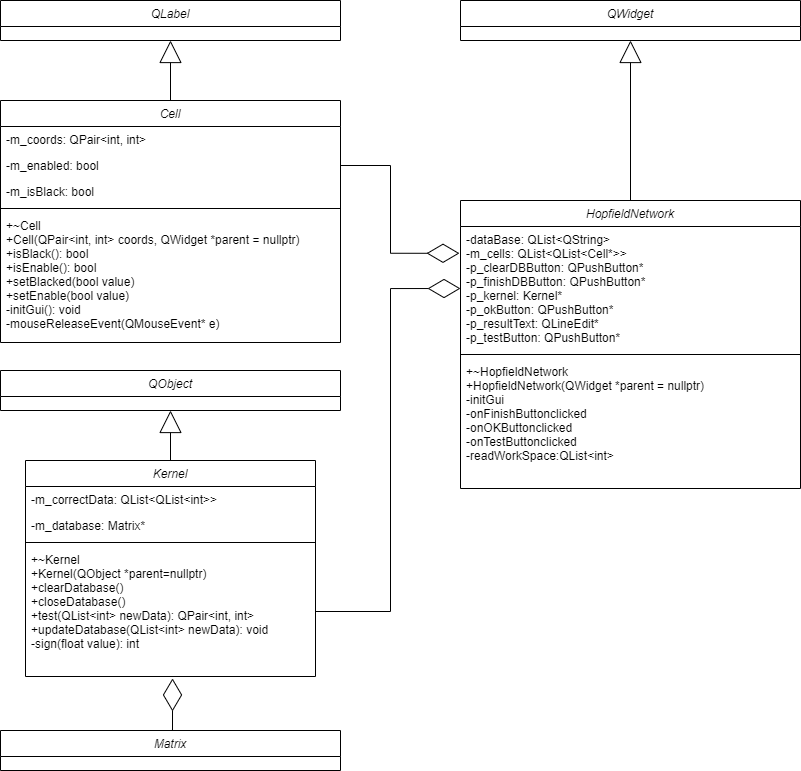 QLabel
QWidget
Cell
-m_coords: QPair<int, int>
-m_enabled: bool
-m_isBlack: bool
+~Cell
+Cell(QPair<int, int> coords, QWidget *parent = nullptr)
+isBlack(): bool
+isEnable(): bool
+setBlacked(bool value)
+setEnable(bool value)
-initGui(): void
-mouseReleaseEvent(QMouseEvent* e)
HopfieldNetwork
-dataBase: QList<QString>
-m_cells: QList<QList<Cell*>>
-p_clearDBButton: QPushButton*
-p_finishDBButton: QPushButton*
-p_kernel: Kernel*
-p_okButton: QPushButton*
-p_resultText: QLineEdit*
-p_testButton: QPushButton*
+~HopfieldNetwork
+HopfieldNetwork(QWidget *parent = nullptr)
-initGui
-onFinishButtonclicked
-onOKButtonclicked
-onTestButtonclicked
-readWorkSpace:QList<int>
QObject
Kernel
-m_correctData: QList<QList<int>>
-m_database: Matrix*
+~Kernel
+Kernel(QObject *parent=nullptr)
+clearDatabase()
+closeDatabase()
+test(QList<int> newData): QPair<int, int>
+updateDatabase(QList<int> newData): void
-sign(float value): int
Matrix